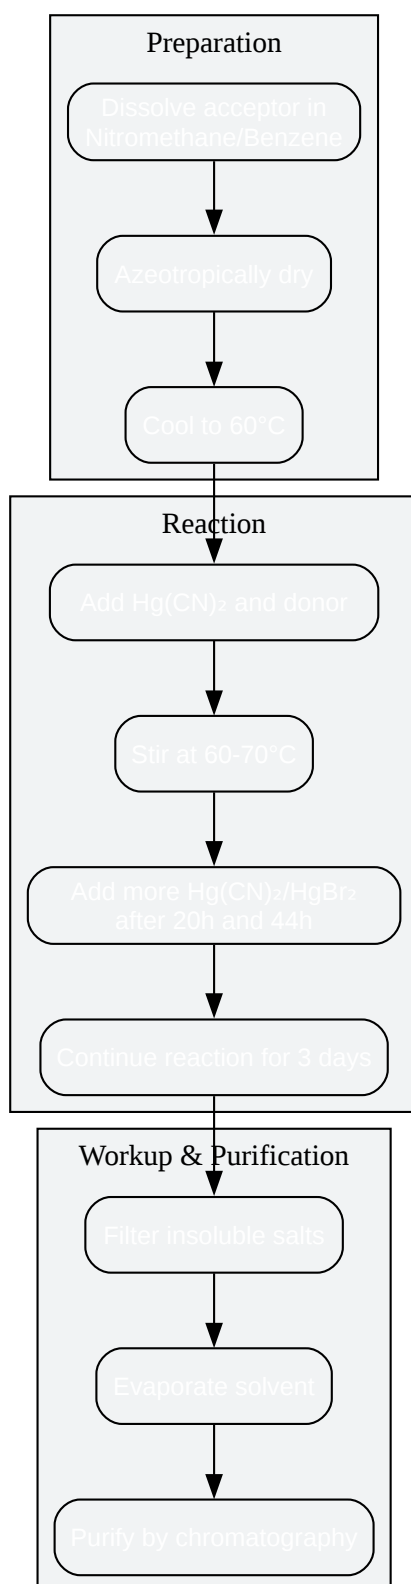 Preparation
Dissolve acceptor in
Nitromethane/Benzene
Azeotropically dry
Cool to 60°C
Reaction
Add Hg(CN)₂ and donor
Stir at 60-70°C
Add more Hg(CN)₂/HgBr₂
after 20h and 44h
Continue reaction for 3 days
Workup & Purification
Filter insoluble salts
Evaporate solvent
Purify by chromatography